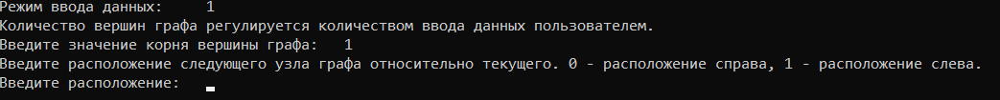 Режим ввода данных: 1
Количество вершин графа регулируется количеством ввода данных пользователем.
Введите значение корня вершины графа: 1
Введите расположение следующего узла графа относительно текущего. 0 - расположение справа, 1 - расположение слева.
Введите расположение: